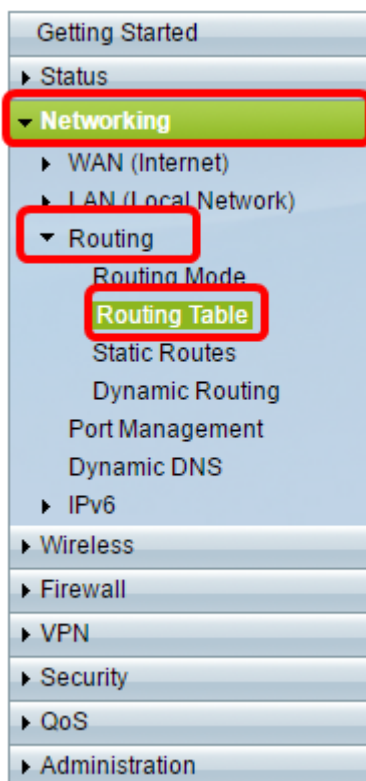 Getting Started
Status
Networking
WAN (Internet)
LAN (Local Network)
Routing
Routing Mode
Routing Table
Static Routes
Dynamic Routing
Port Management
Dynamic DNS
IPv6
Wireless
Firewall
VPN
Security
QoS
Administration